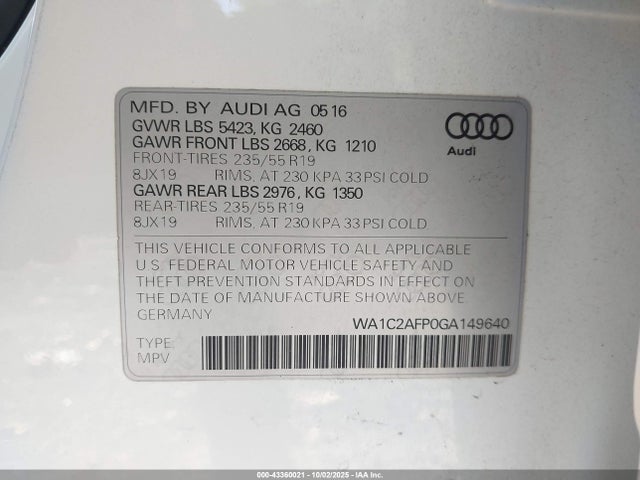 MFD. BY AUDI AG 05 16
GVWR LBS 5423, KG 2460
GAWR FRONT LBS 2668, KG 1210
FRONT-TIRES 235/55 R19
8JX19 RIMS, AT 230 KPA 33 PSI COLD
GAWR REAR LBS 2976, KG 1350
REAR-TIRES 235/55 R19
8JX19 RIMS, AT 230 KPA 33 PSI COLD
Audi
THIS VEHICLE CONFORMS TO ALL APPLICABLE
U.S. FEDERAL MOTOR VEHICLE SAFETY AND
THEFT PREVENTION STANDARDS IN EFFECT ON
THE DATE OF MANUFACTURE SHOWN ABOVE.
GERMANY
WA1C2AFP0GA149640
TYPE:
MPV
000-43360021 - 10/02/2025 - IAA Inc. Copyright